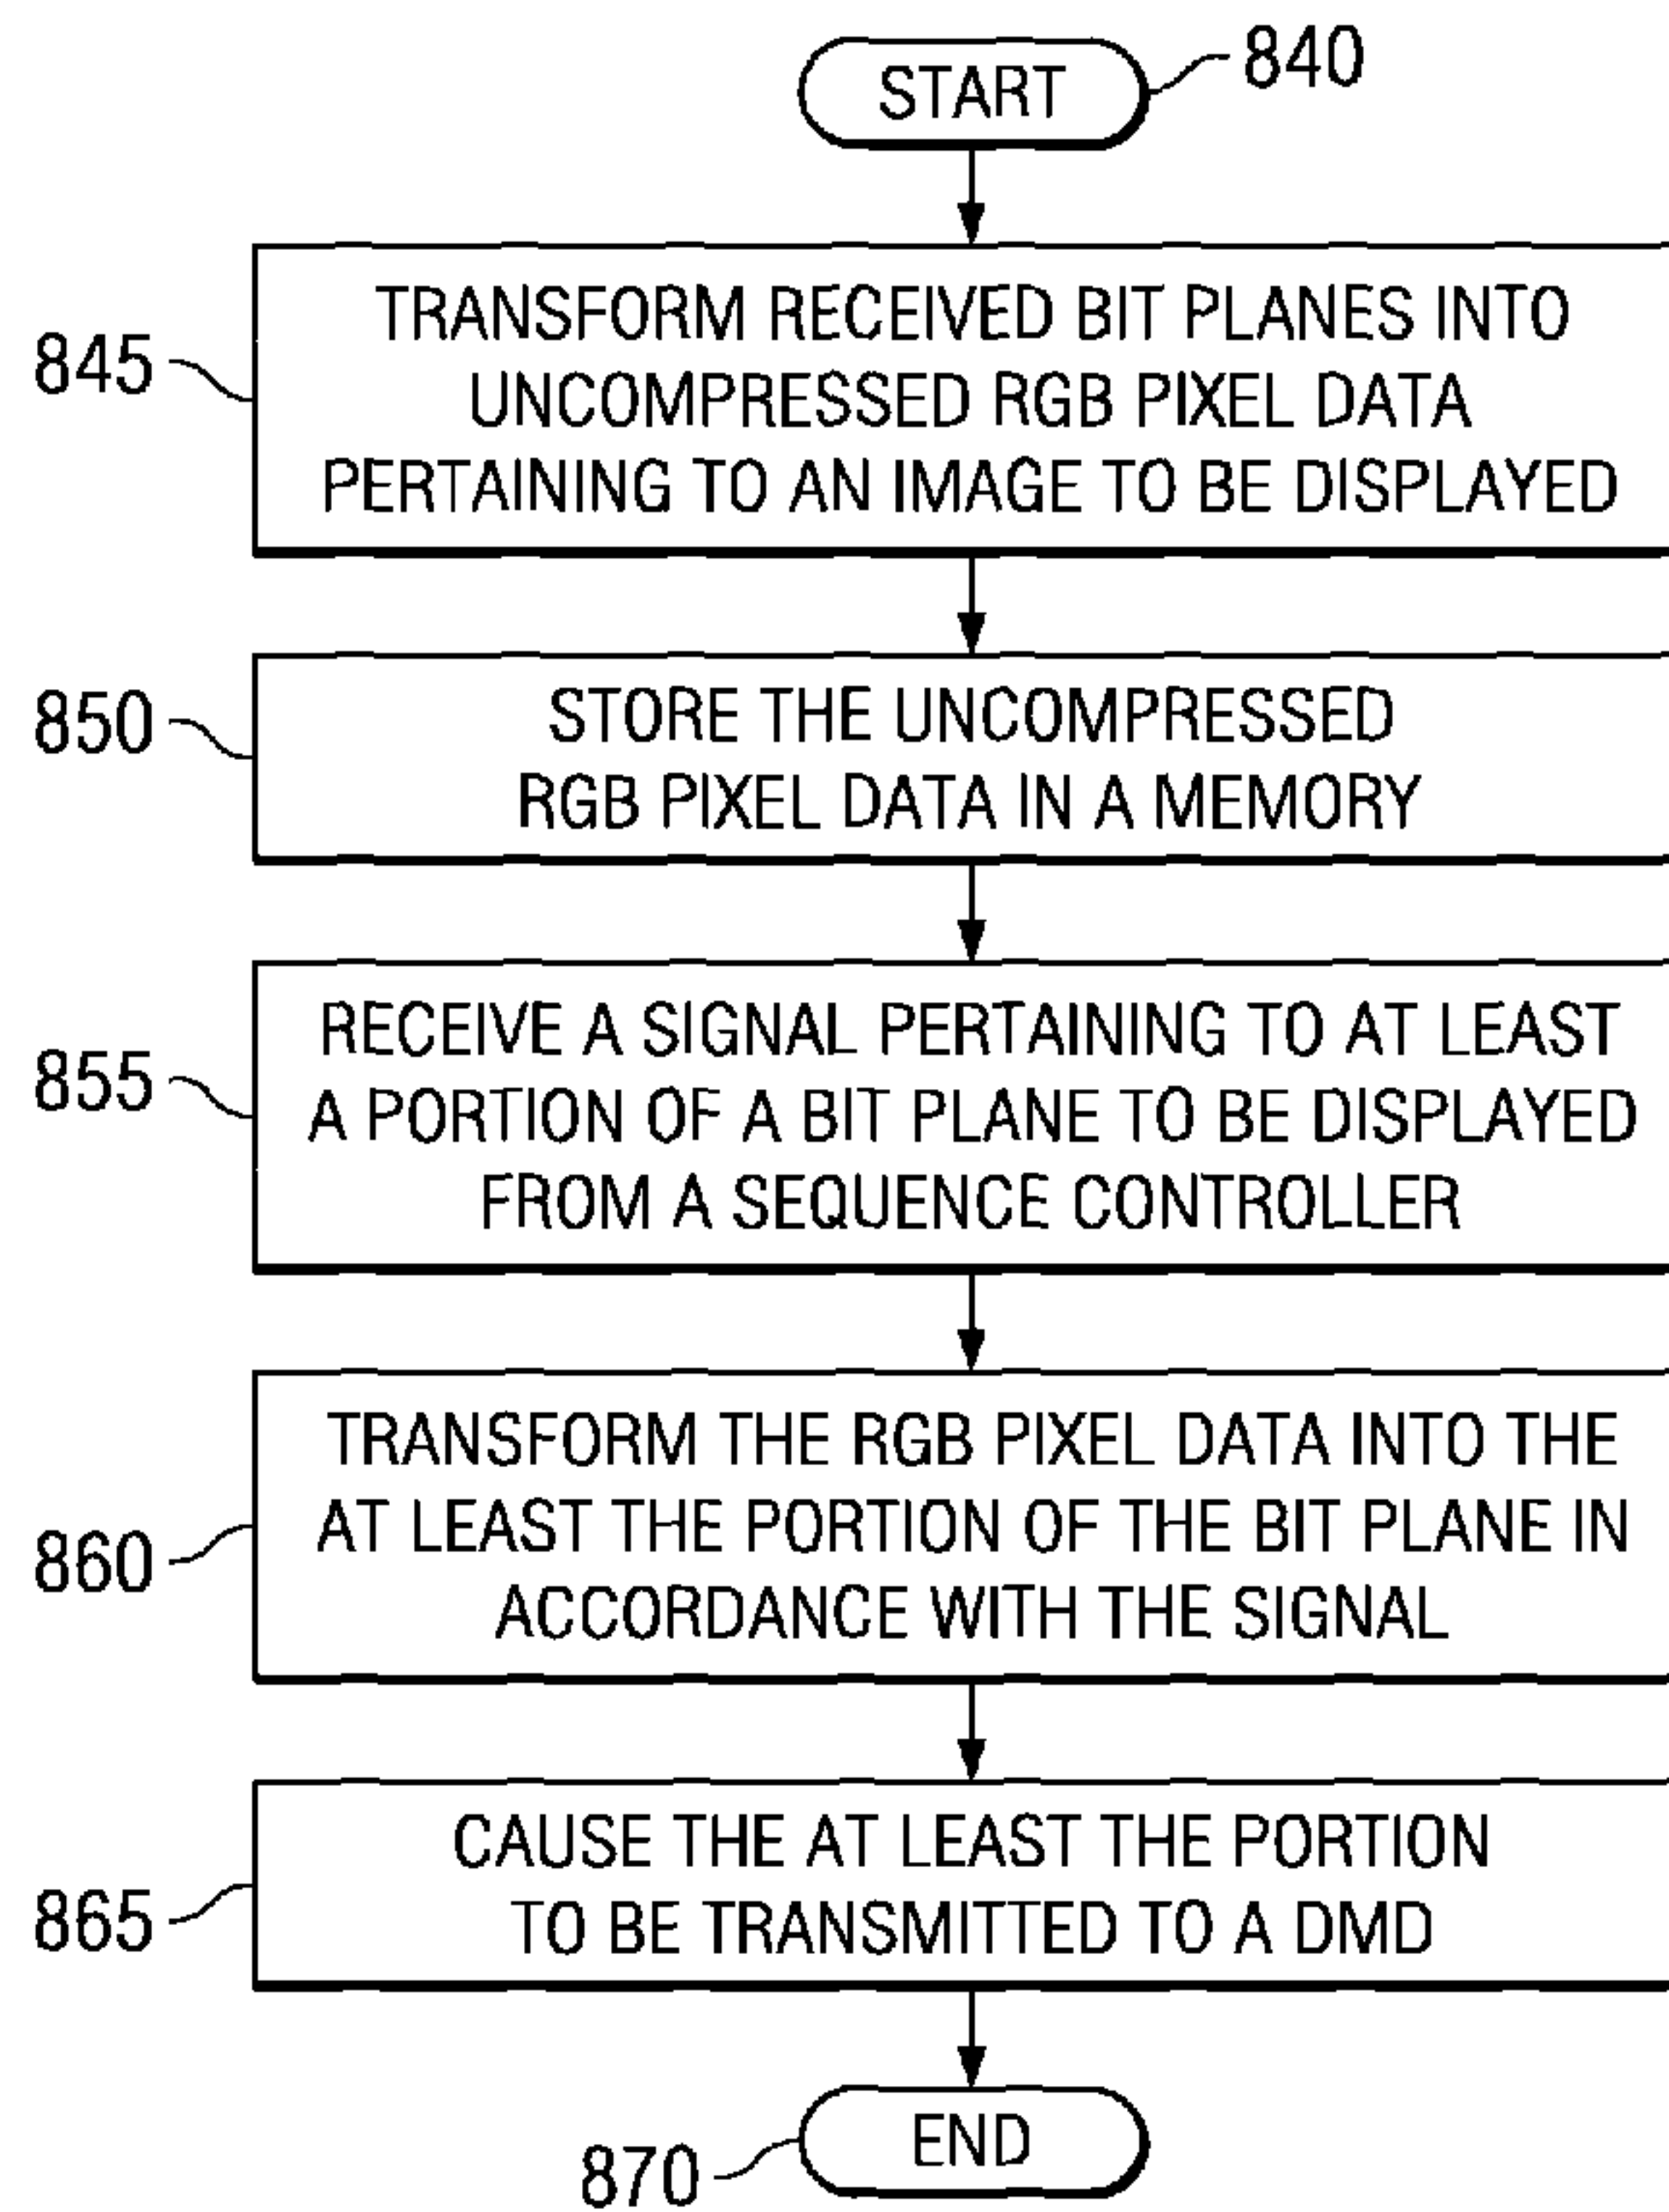 START
840
845
TRANSFORM RECEIVED BIT PLANES INTO
UNCOMPRESSED RGB PIXEL DATA
PERTAINING TO AN IMAGE TO BE DISPLAYED
850
STORE THE UNCOMPRESSED
RGB PIXEL DATA IN A MEMORY
855
RECEIVE A SIGNAL PERTAINING TO AT LEAST
A PORTION OF A BIT PLANE TO BE DISPLAYED
FROM A SEQUENCE CONTROLLER
860
TRANSFORM THE RGB PIXEL DATA INTO THE
AT LEAST THE PORTION OF THE BIT PLANE IN
ACCORDANCE WITH THE SIGNAL
865
CAUSE THE AT LEAST THE PORTION
TO BE TRANSMITTED TO A DMD
870
END